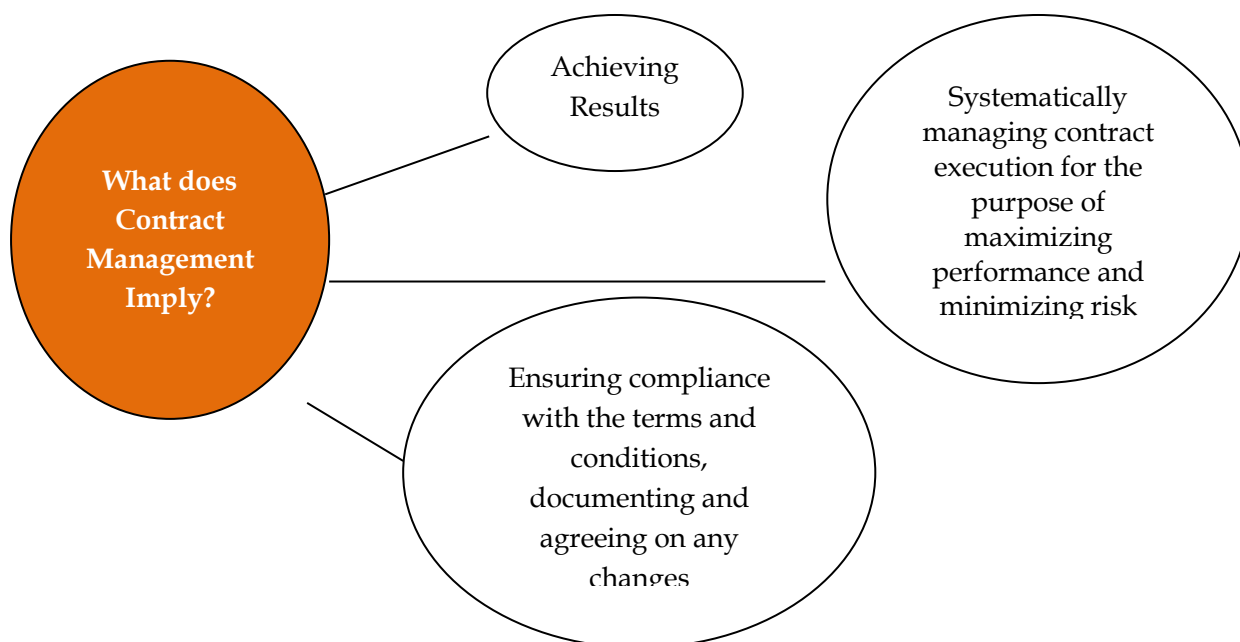 What does
Contract
Management
Imply?
Achieving
Results
Systematically
managing contract
execution for the
purpose of
maximizing
performance and
minimizing risk
Ensuring compliance
with the terms and
conditions,
documenting and
agreeing on any
changes